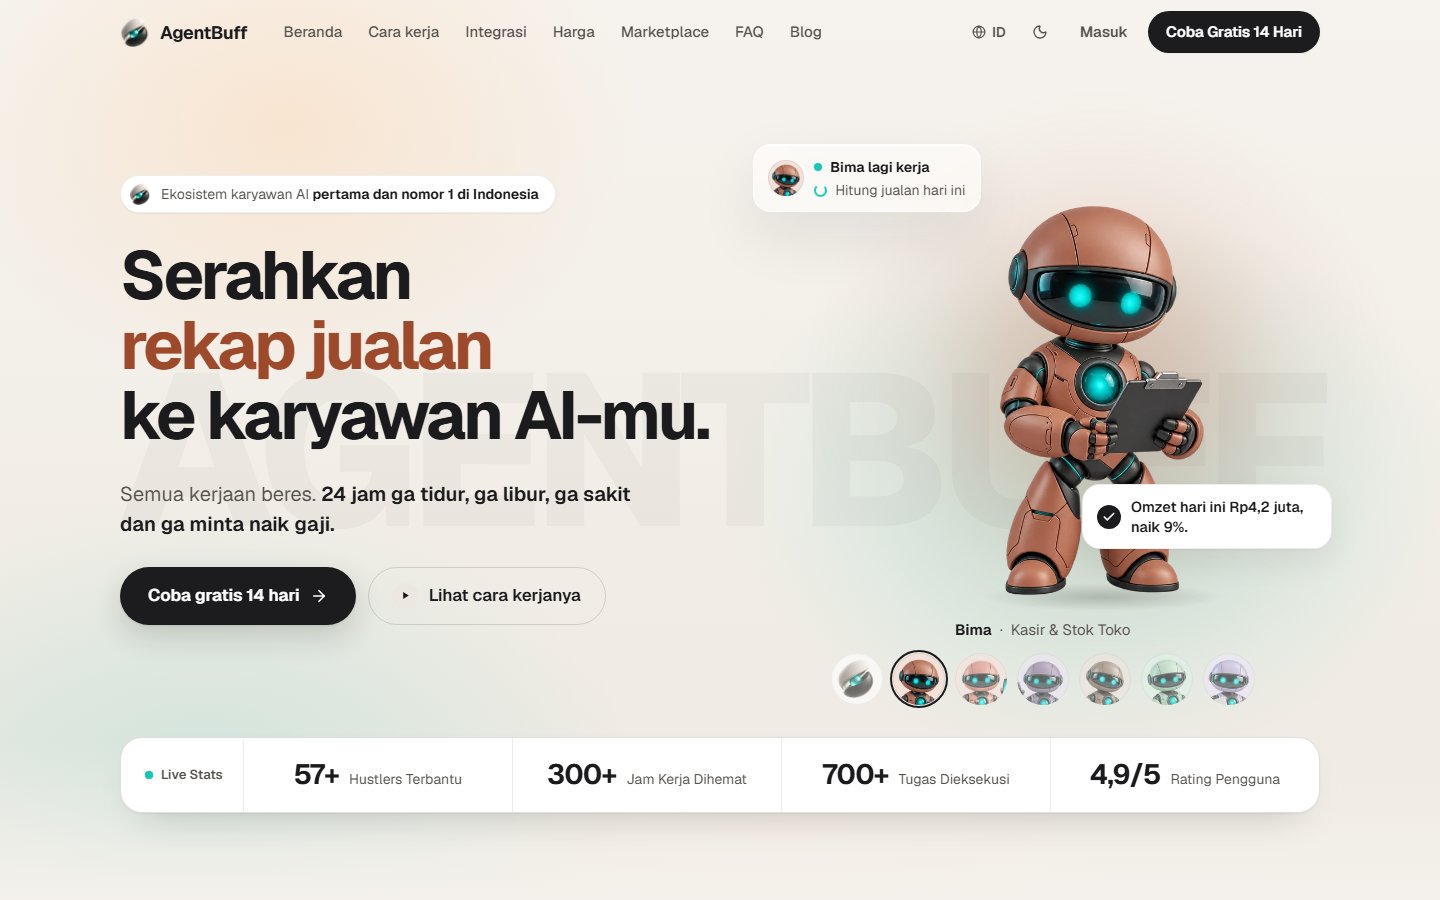 AgentBuff
Beranda
Cara kerja
Integrasi
Harga
Marketplace
FAQ
Blog
ID
Masuk
Coba Gratis 14 Hari
Bima lagi kerja
Hitung jualan hari ini
Ekosistem karyawan AI pertama dan nomor 1 di Indonesia
Serahkan
rekap jualan
ke karyawan AI-mu.
AGENTBUFF
Semua kerjaan beres. 24 jam ga tidur, ga libur, ga sakit
dan ga minta naik gaji.
Omzet hari ini Rp4,2 juta,
naik 9%.
Coba gratis 14 hari
Lihat cara kerjanya
Bima · Kasir & Stok Toko
Live Stats
57+ Hustlers Terbantu
300+ Jam Kerja Dihemat
700+ Tugas Dieksekusi
4,9/5 Rating Pengguna